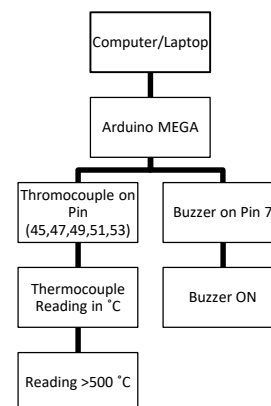 Computer/Laptop
Arduino MEGA
Thromocouple on
Pin
(45,47,49,51,53)
Buzzer on Pin 7
Thermocouple
Reading in ˚C
Buzzer ON
Reading >500 ˚C